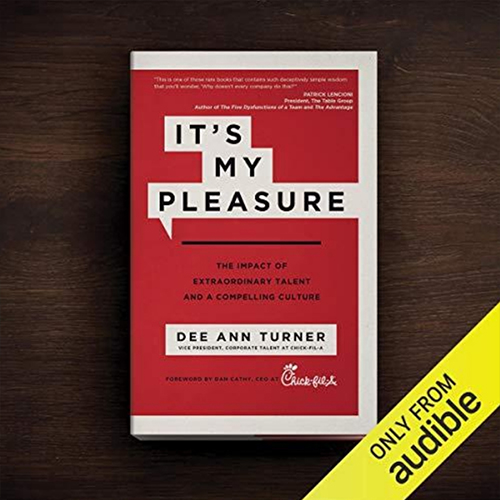 "This is one of those rare books that contains such deceptively simple wisdom
that you'll wonder, 'Why doesn't every company do this?'"
PATRICK LENCIONI
President, The Table Group
Author of The Five Dysfunctions of a Team and The Advantage
IT'S
MY
PLEASURE
THE IMPACT OF
EXTRAORDINARY TALENT
AND A COMPELLING CULTURE
DEE ANN TURNER
VICE PRESIDENT, CORPORATE TALENT AT CHICK-FIL-A
FOREWORD BY DAN CATHY, CEO AT Chick-fil-A
ONLY FROM
audible